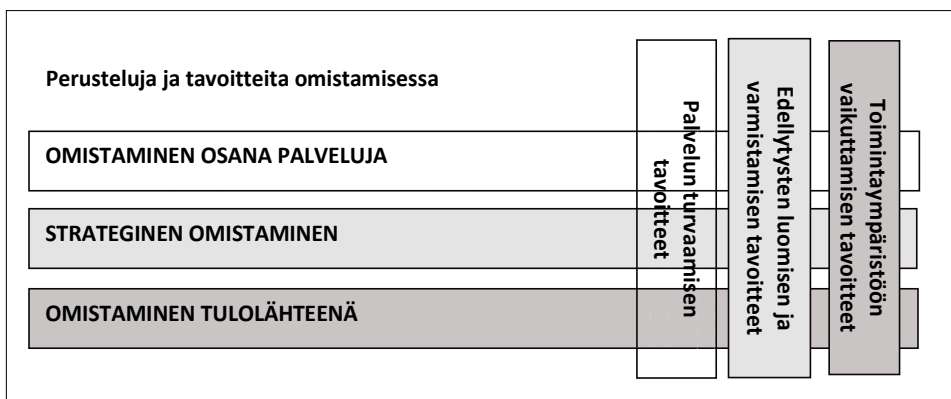 Perusteluja ja tavoitteita omistamisessa
OMISTAMINEN OSANA PALVELUJA
STRATEGINEN OMISTAMINEN
OMISTAMINEN TULOLÄHTEENÄ
Palvelun turvaamisen
tavoitteet
Edellytysten luomisen ja
varmistamisen tavoitteet
Toimintaympäristöön
vaikuttamisen tavoitteet